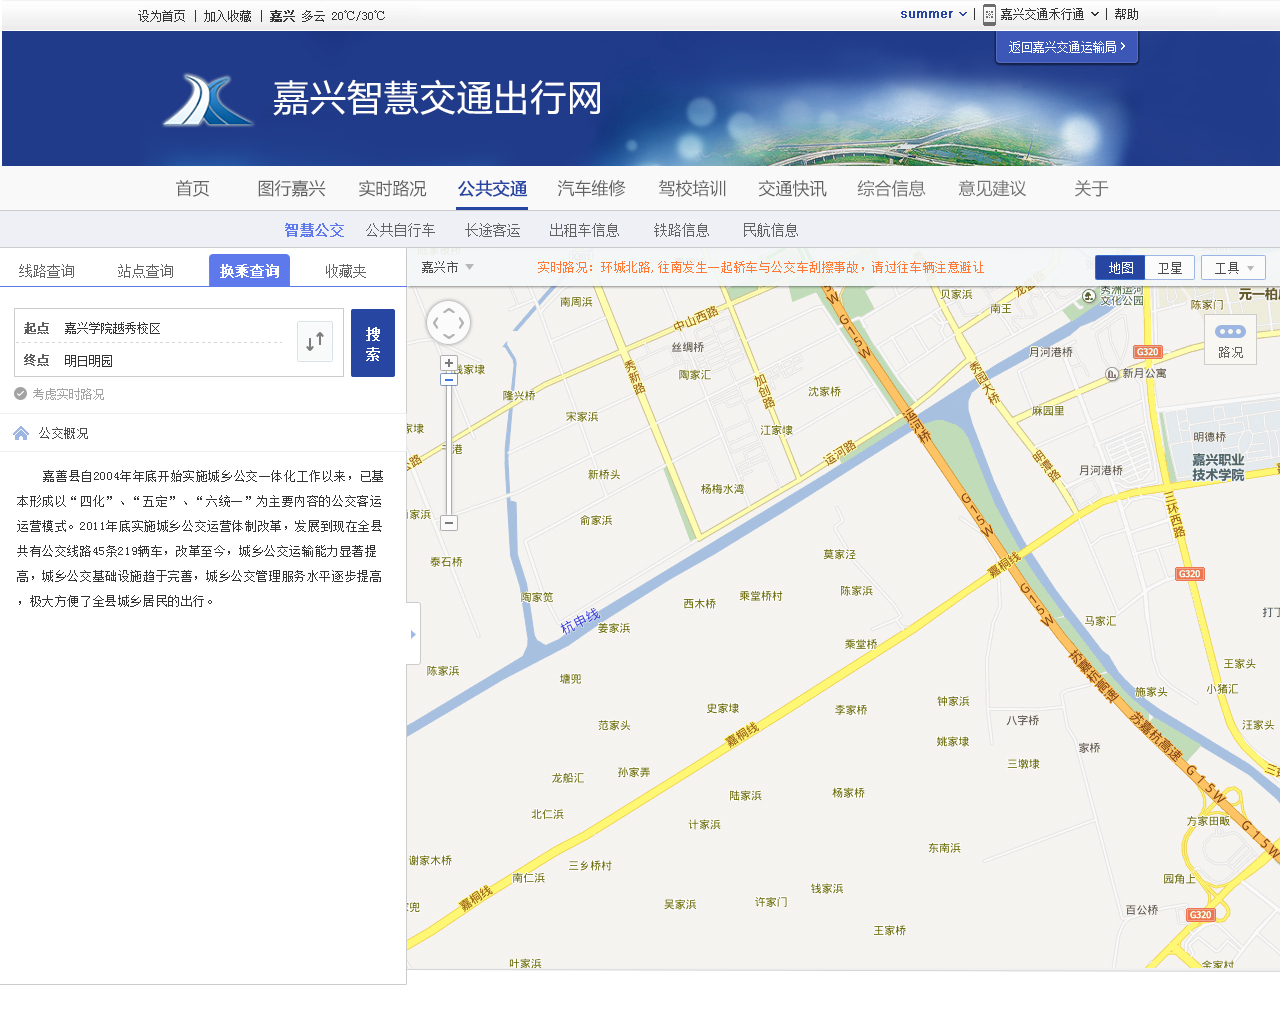 设为首页 | 加入收藏 | 嘉兴 多云 20℃/30℃
summer | 嘉兴交通禾行通 | 帮助
返回嘉兴交通运输局
嘉兴智慧交通出行网
首页 图行嘉兴 实时路况 公共交通 汽车维修 驾校培训 交通快讯 综合信息 意见建议 关于
智慧公交 公共自行车 长途客运 出租车信息 铁路信息 民航信息
线路查询 站点查询 换乘查询 收藏夹
起点 嘉兴学院越秀校区
终点 明日明园
搜索
考虑实时路况
公交概况
嘉善县自2004年年底开始实施城乡公交一体化工作以来，已基
本形成以“四化”、“五定”、“六统一”为主要内容的公交客运
运营模式。2011年底实施城乡公交运营体制改革，发展到现在全县
共有公交线路45条219辆车，改革至今，城乡公交运输能力显著提
高，城乡公交基础设施趋于完善，城乡公交管理服务水平逐步提高
，极大方便了全县城乡居民的出行。
嘉兴市
实时路况：环城北路,往南发生一起轿车与公交车刮擦事故，请过往车辆注意避让
地图 卫星 工具
路况
南周浜
中山西路
G15W
贝家浜
南王
秀洲运河
文化公园
陈家门
元一柏
丝绸桥
月河港桥
G320
新月公寓
陶家汇
秀新路
加创路
沈家桥
秀园大桥
隆兴桥
宋家浜
江家埭
运河桥
麻园里
运河路
明德桥
明景路
嘉兴职业
技术学院
月河港桥
新桥头
杨梅水湾
G15W
三环西路
俞家浜
泰石桥
莫家泾
嘉桐线
G320
陶家笕
西木桥
乘堂桥村
陈家浜
G15W
杭申线
姜家浜
马家汇
乘堂桥
陈家浜
塘兜
苏嘉杭高速
王家头
施家头
小猪汇
史家埭
李家桥
钟家浜
范家头
八字桥
苏嘉杭高速
汪家头
嘉桐线
姚家埭
家桥
龙船汇
孙家弄
三墩埭
G15W
陆家浜
杨家桥
北仁浜
计家浜
方家田畈
G15W
东南浜
谢家木桥
三乡桥村
南仁浜
园角上
钱家浜
嘉桐线
吴家浜
许家门
百公桥
G320
王家桥
叶家浜
金家村